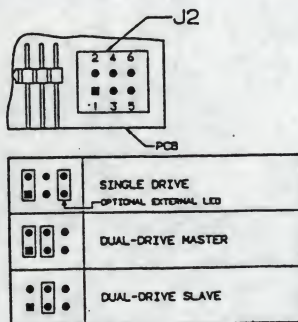 J2
2 4 6
1 3 5
PCB
SINGLE DRIVE
OPTIONAL EXTERNAL LED
DUAL-DRIVE MASTER
DUAL-DRIVE SLAVE